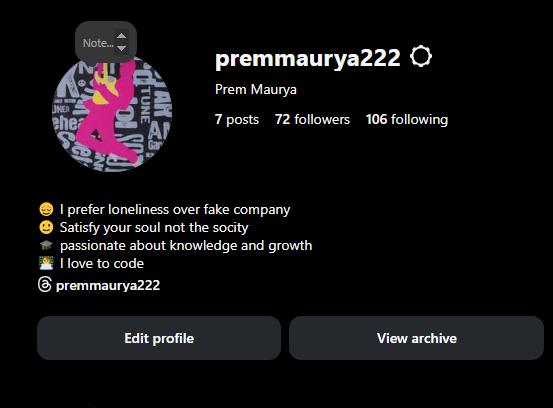 Note...
premmaurya222
Prem Maurya
7 posts 72 followers 106 following
I prefer loneliness over fake company
Satisfy your soul not the socity
passionate about knowledge and growth
I love to code
premmaurya222
Edit profile View archive